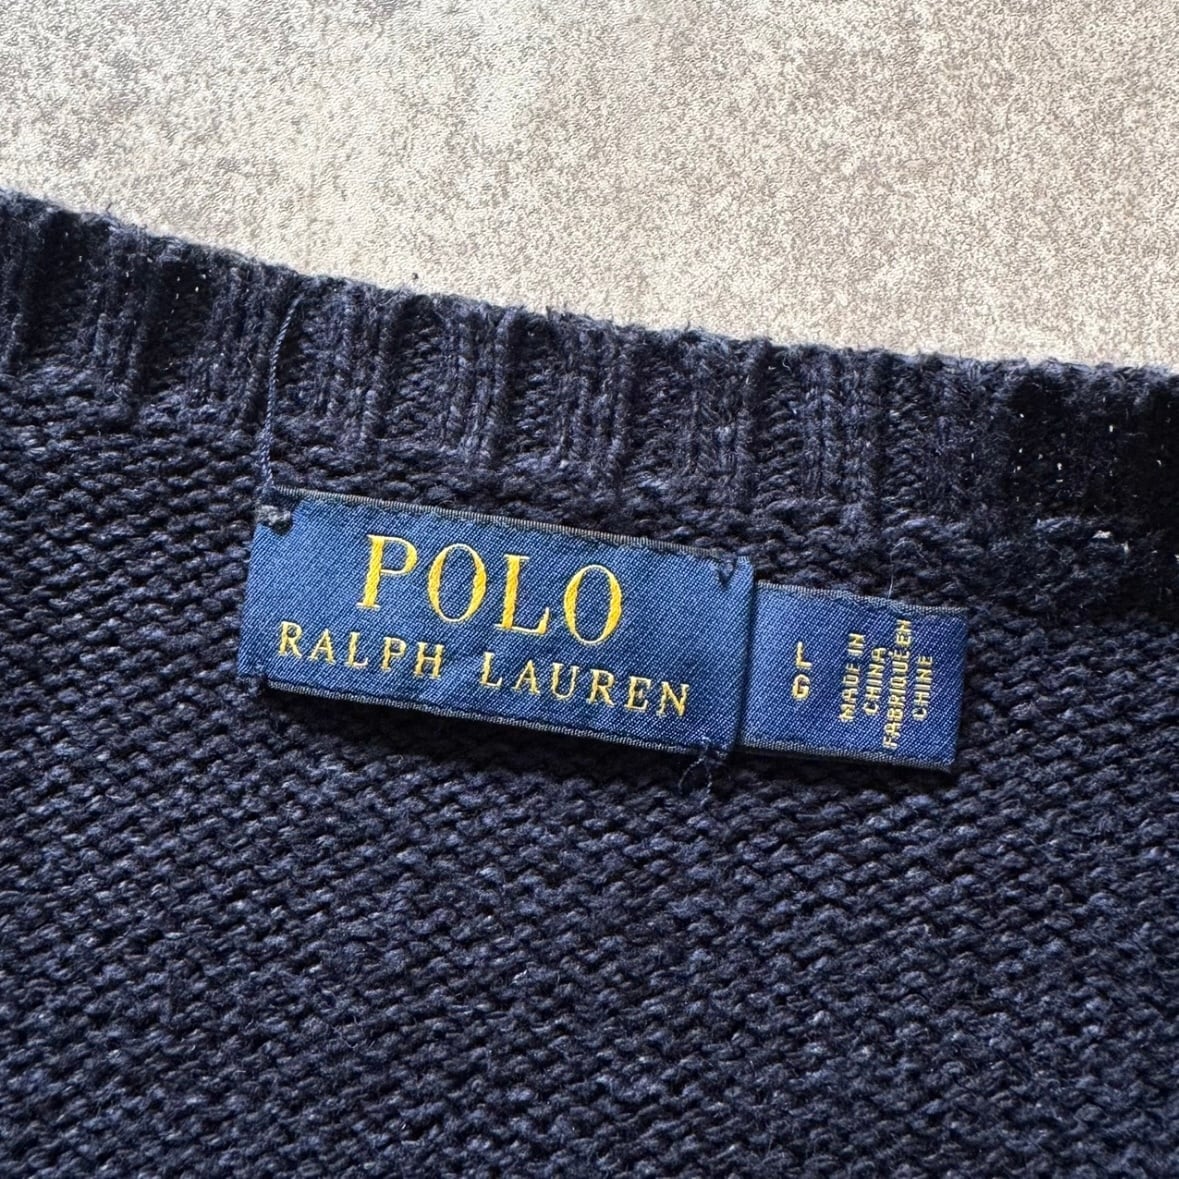 POLO
RALPH LAUREN
L
G
MADE IN
CHINA
FABRIQUÉ EN
CHINE